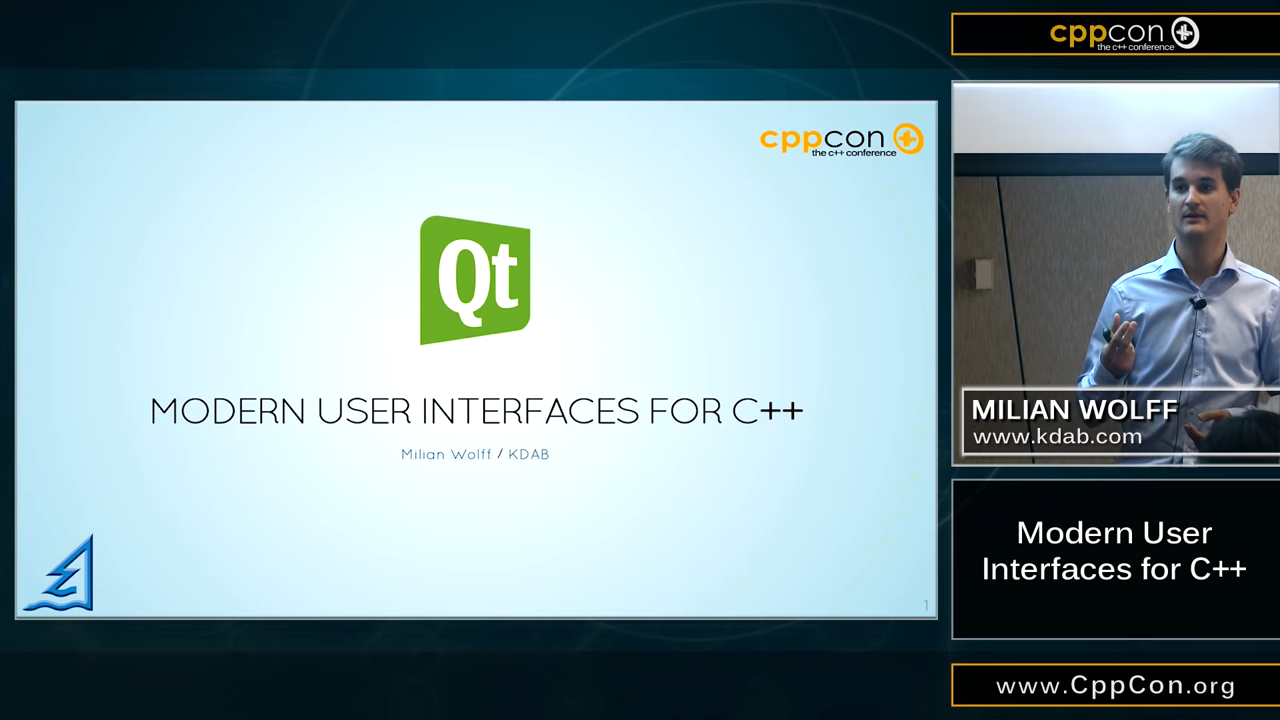 cppcon
the c++ conference
Qt
MODERN USER INTERFACES FOR C++
Milian Wolff / KDAB
1
cppcon
the c++ conference
MILIAN WOLFF
www.kdab.com
Modern User
Interfaces for C++
www.CppCon.org